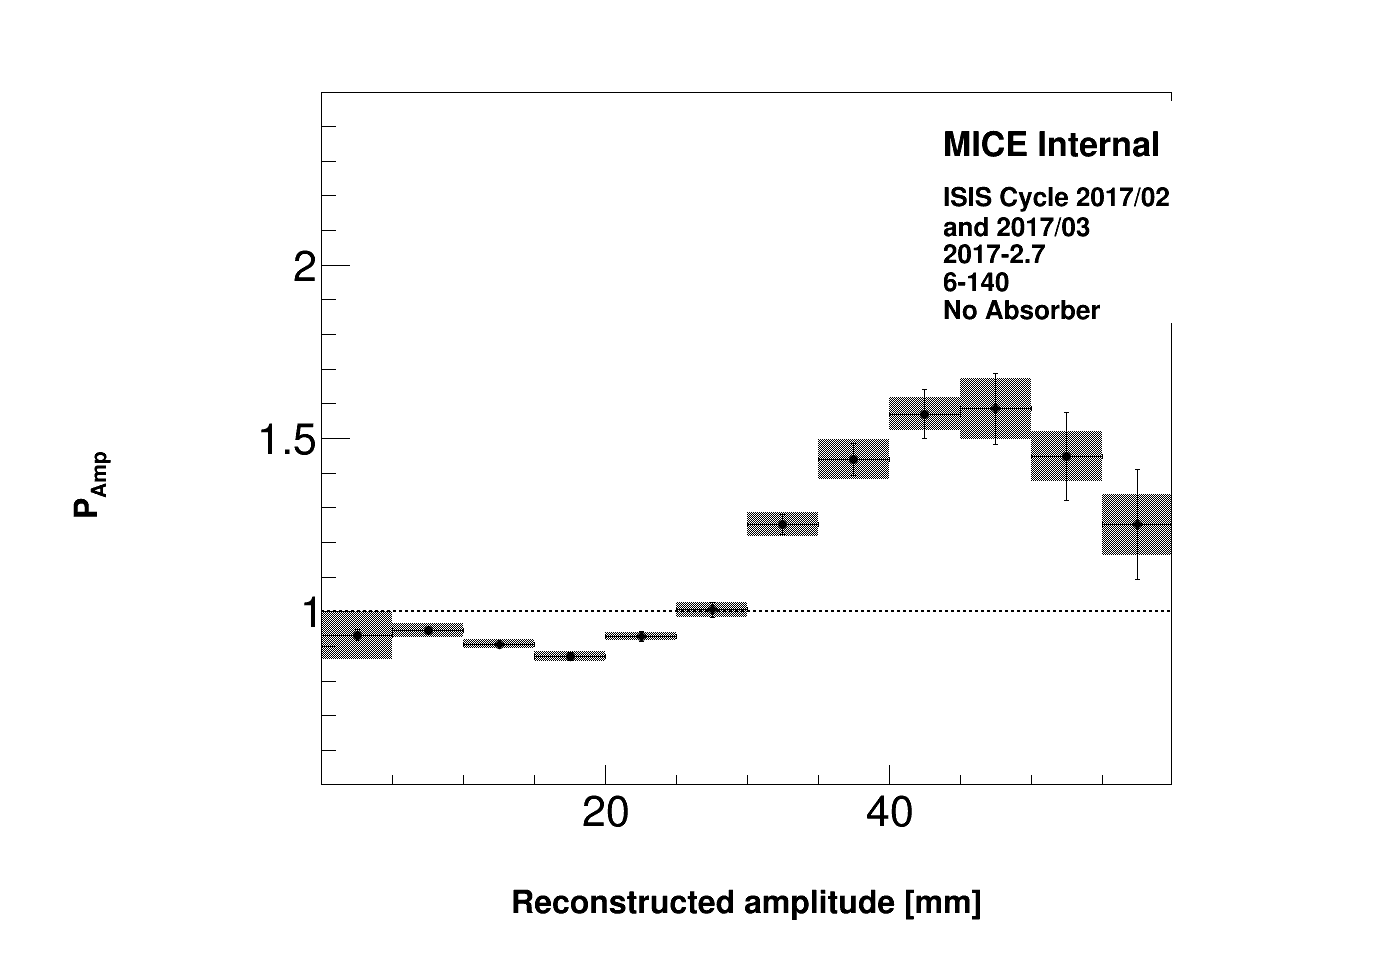 MICE Internal
ISIS Cycle 2017/02
and 2017/03
2017-2.7
6-140
No Absorber
2
1.5
1
P_Amp
20
40
Reconstructed amplitude [mm]